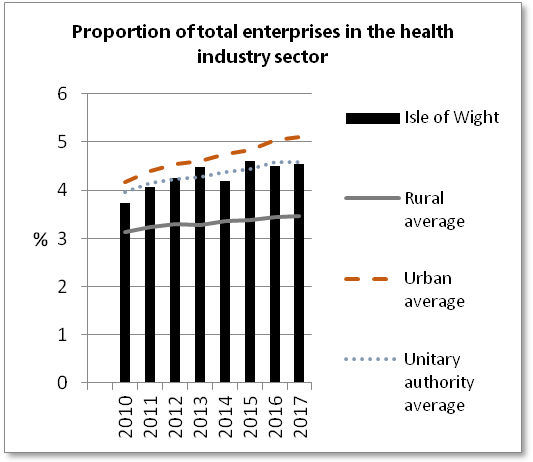 Proportion of total enterprises in the health
industry sector
6
5
4
3
2
1
0
%
2010
2011
2012
2013
2014
2015
2016
2017
Isle of Wight
Rural
average
Urban
average
Unitary
authority
average